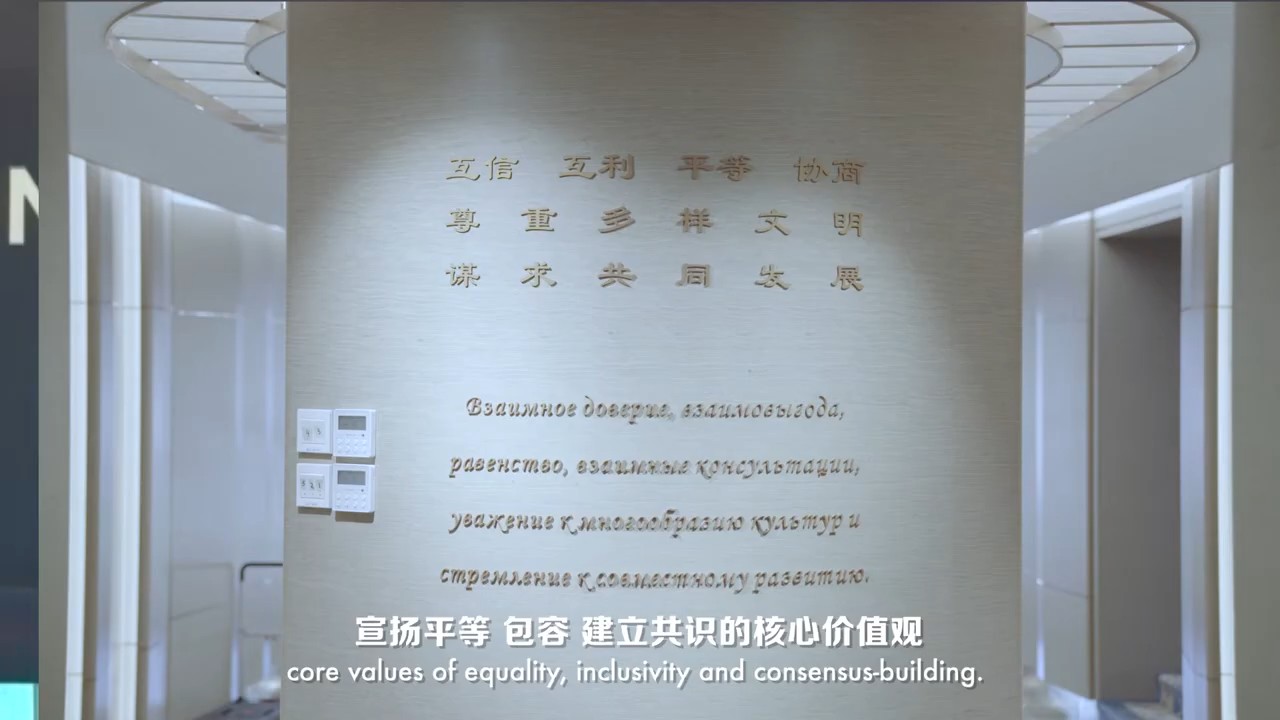 互信 互利 平等 协商
尊重多样文明
谋求共同发展
Взаимное доверие, взаимовыгода,
равенство, взаимные консультации,
уважение к многообразию культур и
стремление к совместному развитию.
宣扬平等 包容 建立共识的核心价值观
core values of equality, inclusivity and consensus-building.